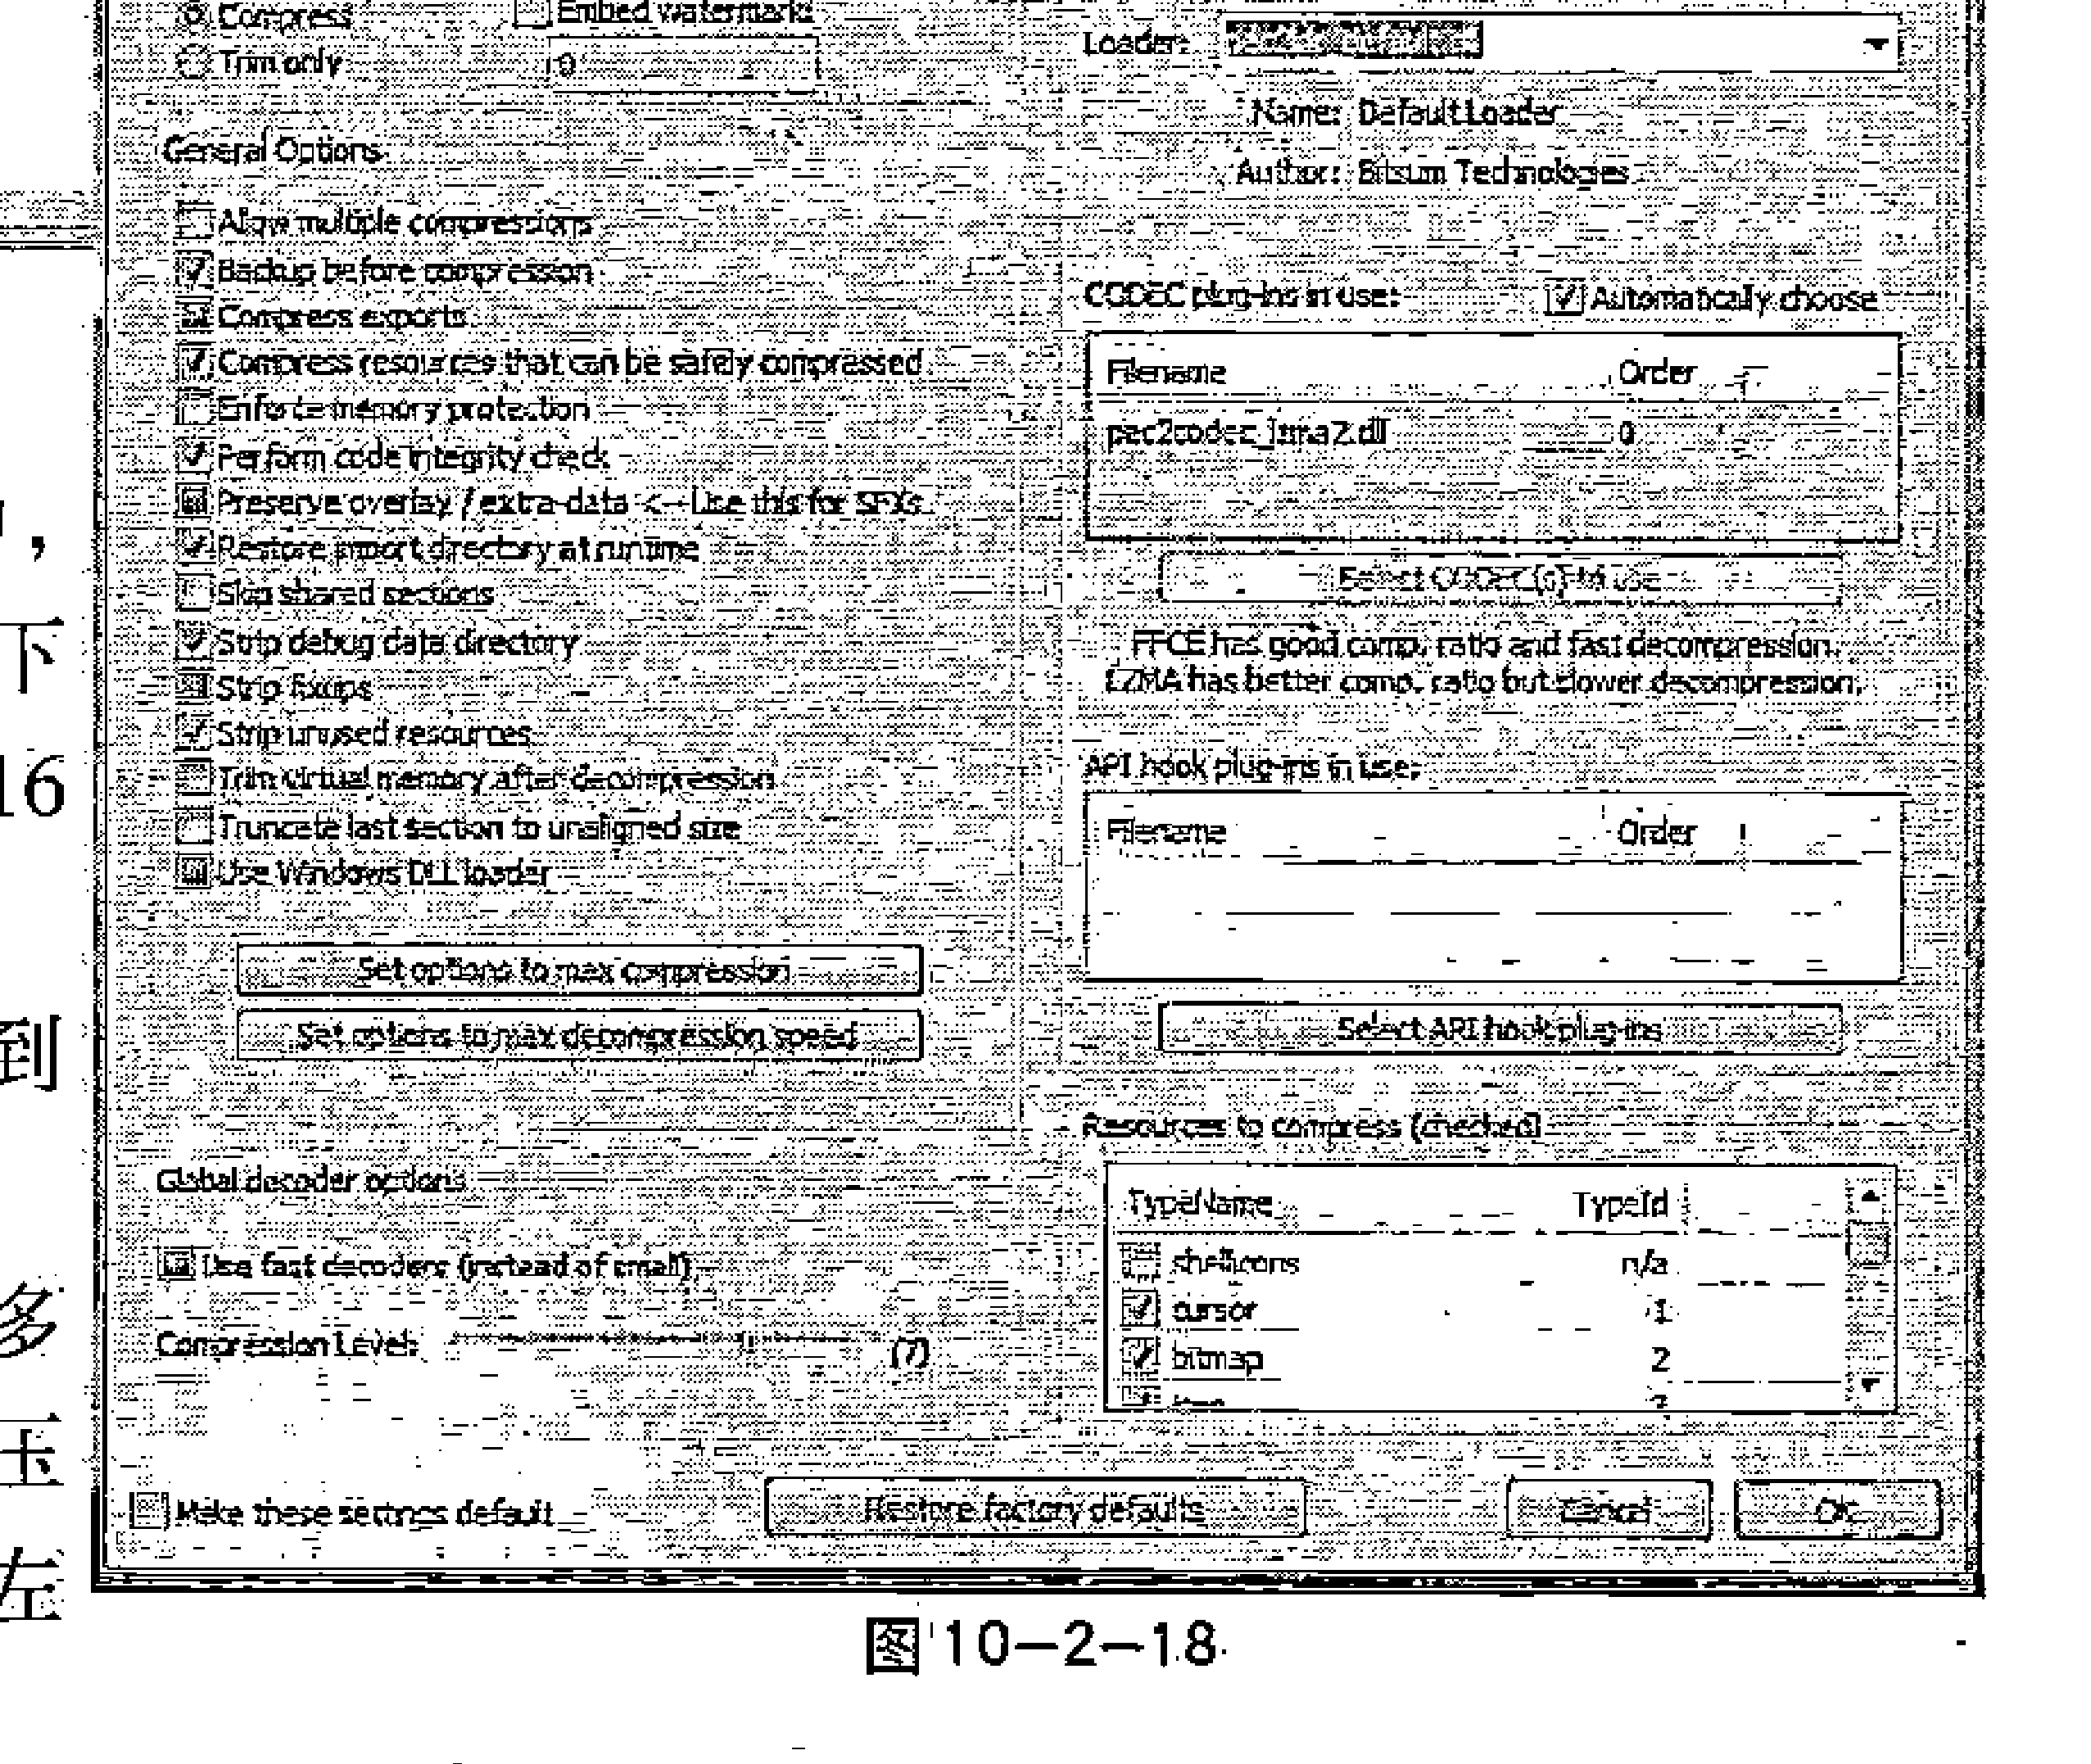 Compress
Embed watermark:
Trim only
0
General Options
Allow multiple compressions
Backup before compression
Compress exports
Compress resources that can be safely compressed
Enforce memory protection
Perform code integrity check
Preserve overlay / extra-data <--Use this for SFXs
Restore import directory at runtime
Skip shared sections
Strip debug data directory
Strip fixups
Strip unused resources
Trim virtual memory after decompression
Truncate last section to unaligned size
Use Windows DLL loader
Set options to max compression
Set options to max decompression speed
Global decoder options
Use fast decoders (instead of small)
Compression Level:
(7)
Make these settings default
Loader:
Name: Default Loader
Author: Bitsum Technologies
CODEC plug-ins in use:
Automatically choose
Filename Order
pec2codec_lzma2.dll 0
Select CODEC(s) to use
FFCE has good comp. ratio and fast decompression.
LZMA has better comp. ratio but slower decompression.
API hook plug-ins in use:
Filename Order
Select API hook plug-ins
Resources to compress (checked)
TypeName TypeId
shellicons n/a
cursor 1
bitmap 2
Restore factory defaults
Cancel
OK
,
下
16
到
多
压
左
图10-2-18